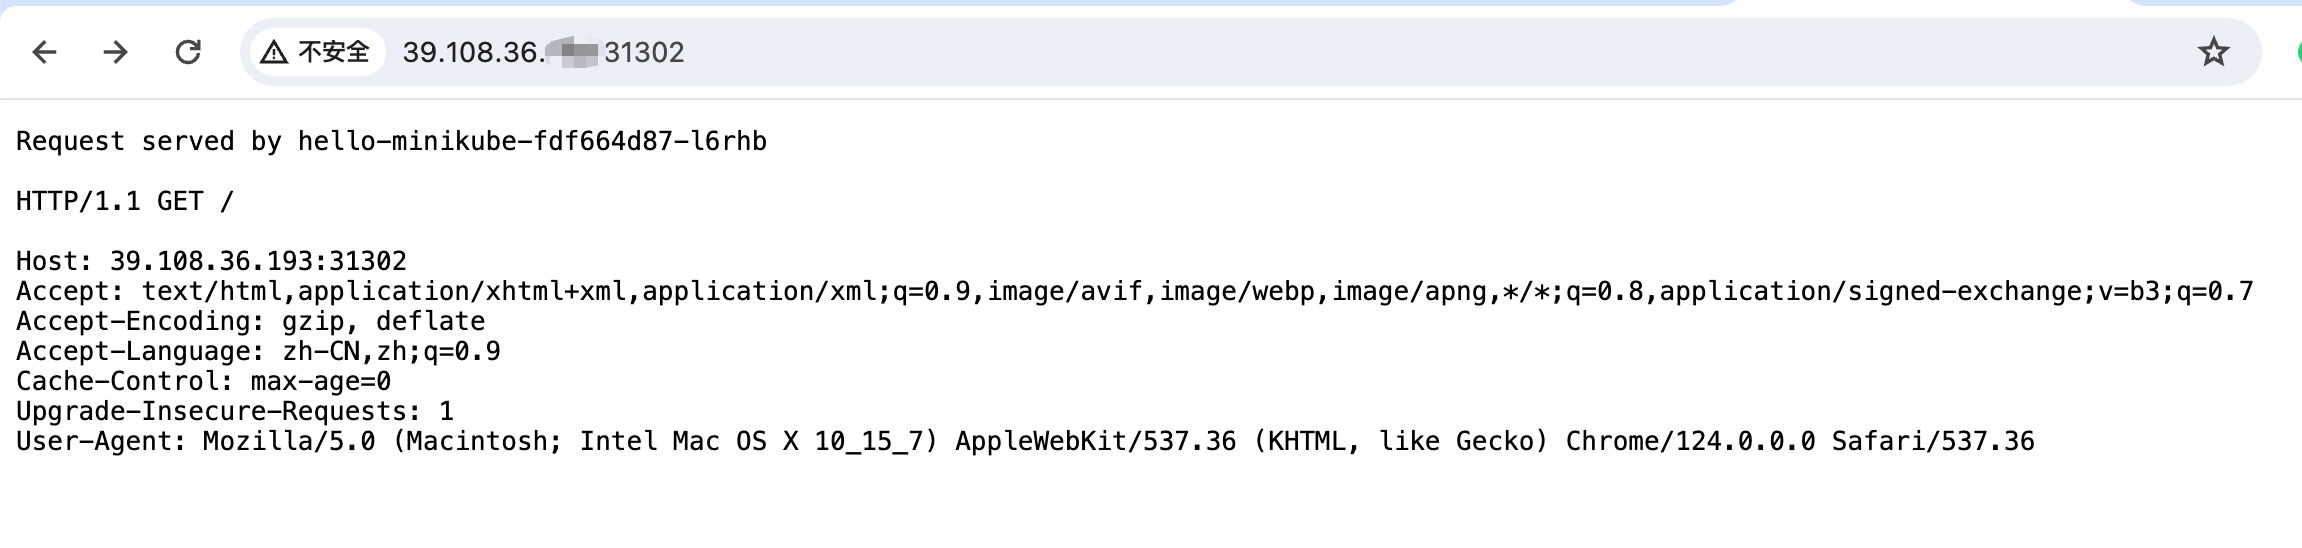 不安全 39.108.36. 31302
Request served by hello-minikube-fdf664d87-l6rhb
HTTP/1.1 GET /
Host: 39.108.36.193:31302
Accept: text/html,application/xhtml+xml,application/xml;q=0.9,image/avif,image/webp,image/apng,*/*;q=0.8,application/signed-exchange;v=b3;q=0.7
Accept-Encoding: gzip, deflate
Accept-Language: zh-CN,zh;q=0.9
Cache-Control: max-age=0
Upgrade-Insecure-Requests: 1
User-Agent: Mozilla/5.0 (Macintosh; Intel Mac OS X 10_15_7) AppleWebKit/537.36 (KHTML, like Gecko) Chrome/124.0.0.0 Safari/537.36